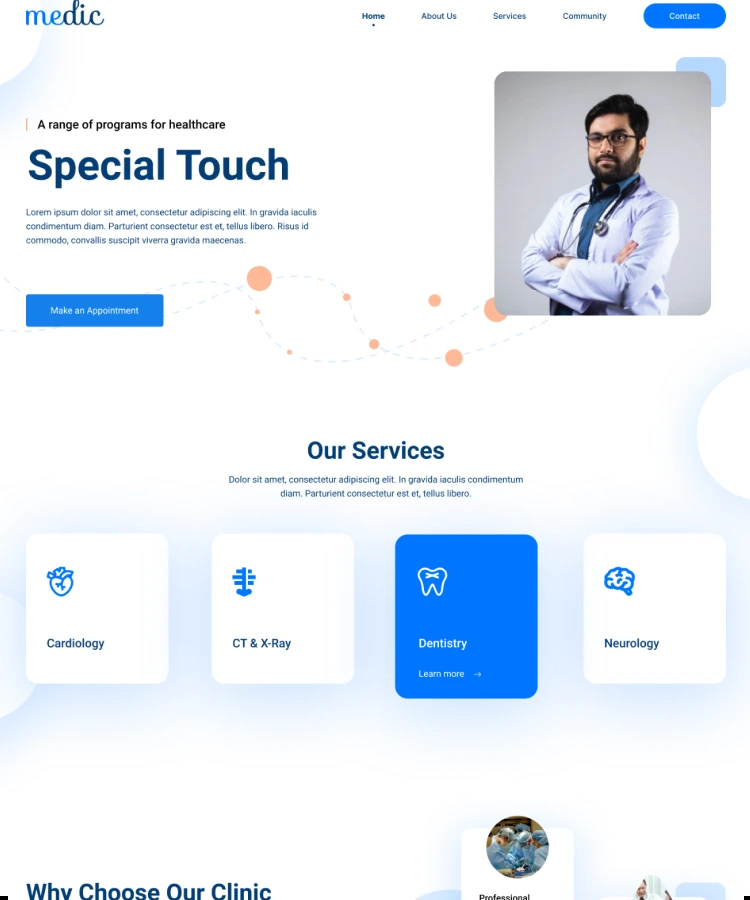 medic
Home
About Us
Services
Community
Contact
A range of programs for healthcare
Special Touch
Lorem ipsum dolor sit amet, consectetur adipiscing elit. In gravida iaculis
condimentum diam. Parturient consectetur est et, tellus libero. Risus id
commodo, convallis suscipit viverra gravida maecenas.
Make an Appointment
Our Services
Dolor sit amet, consectetur adipiscing elit. In gravida iaculis condimentum
diam. Parturient consectetur est et, tellus libero.
Cardiology
CT & X-Ray
Dentistry
Learn more →
Neurology
Why Choose Our Clinic
Professional